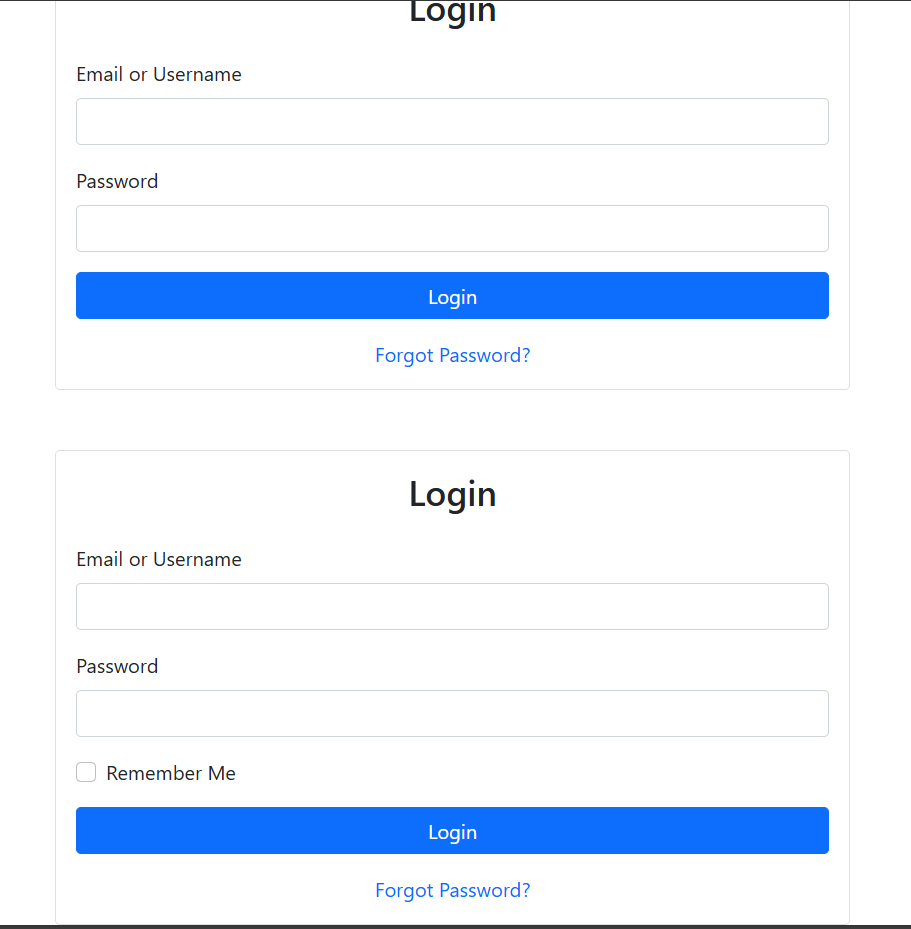 Login
Email or Username
Password
Login
Forgot Password?
Login
Email or Username
Password
Remember Me
Login
Forgot Password?